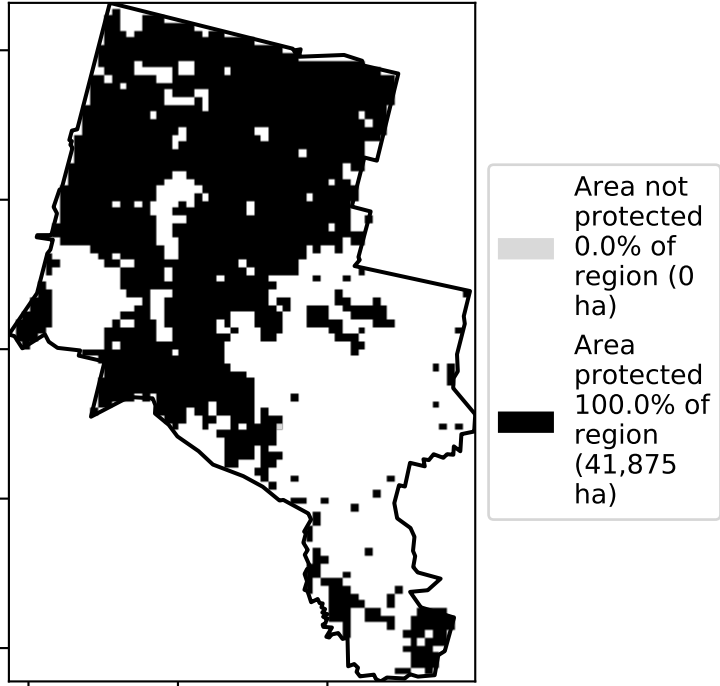 Area not
protected
0.0% of
region (0
ha)
Area
protected
100.0% of
region
(41,875
ha)